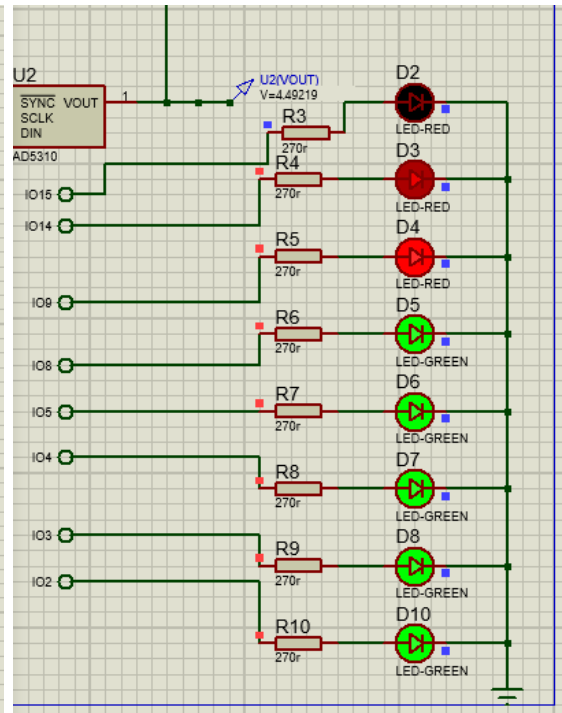 U2
SYNC VOUT
SCLK
DIN
AD5310
1
U2(VOUT)
V=4.49219
R3
270r
D2
LED-RED
IO15
R4
270r
D3
LED-RED
IO14
R5
270r
D4
LED-RED
IO9
R6
270r
D5
LED-GREEN
IO8
R7
270r
D6
LED-GREEN
IO5
R8
270r
D7
LED-GREEN
IO4
R9
270r
D8
LED-GREEN
IO3
IO2
R10
270r
D10
LED-GREEN